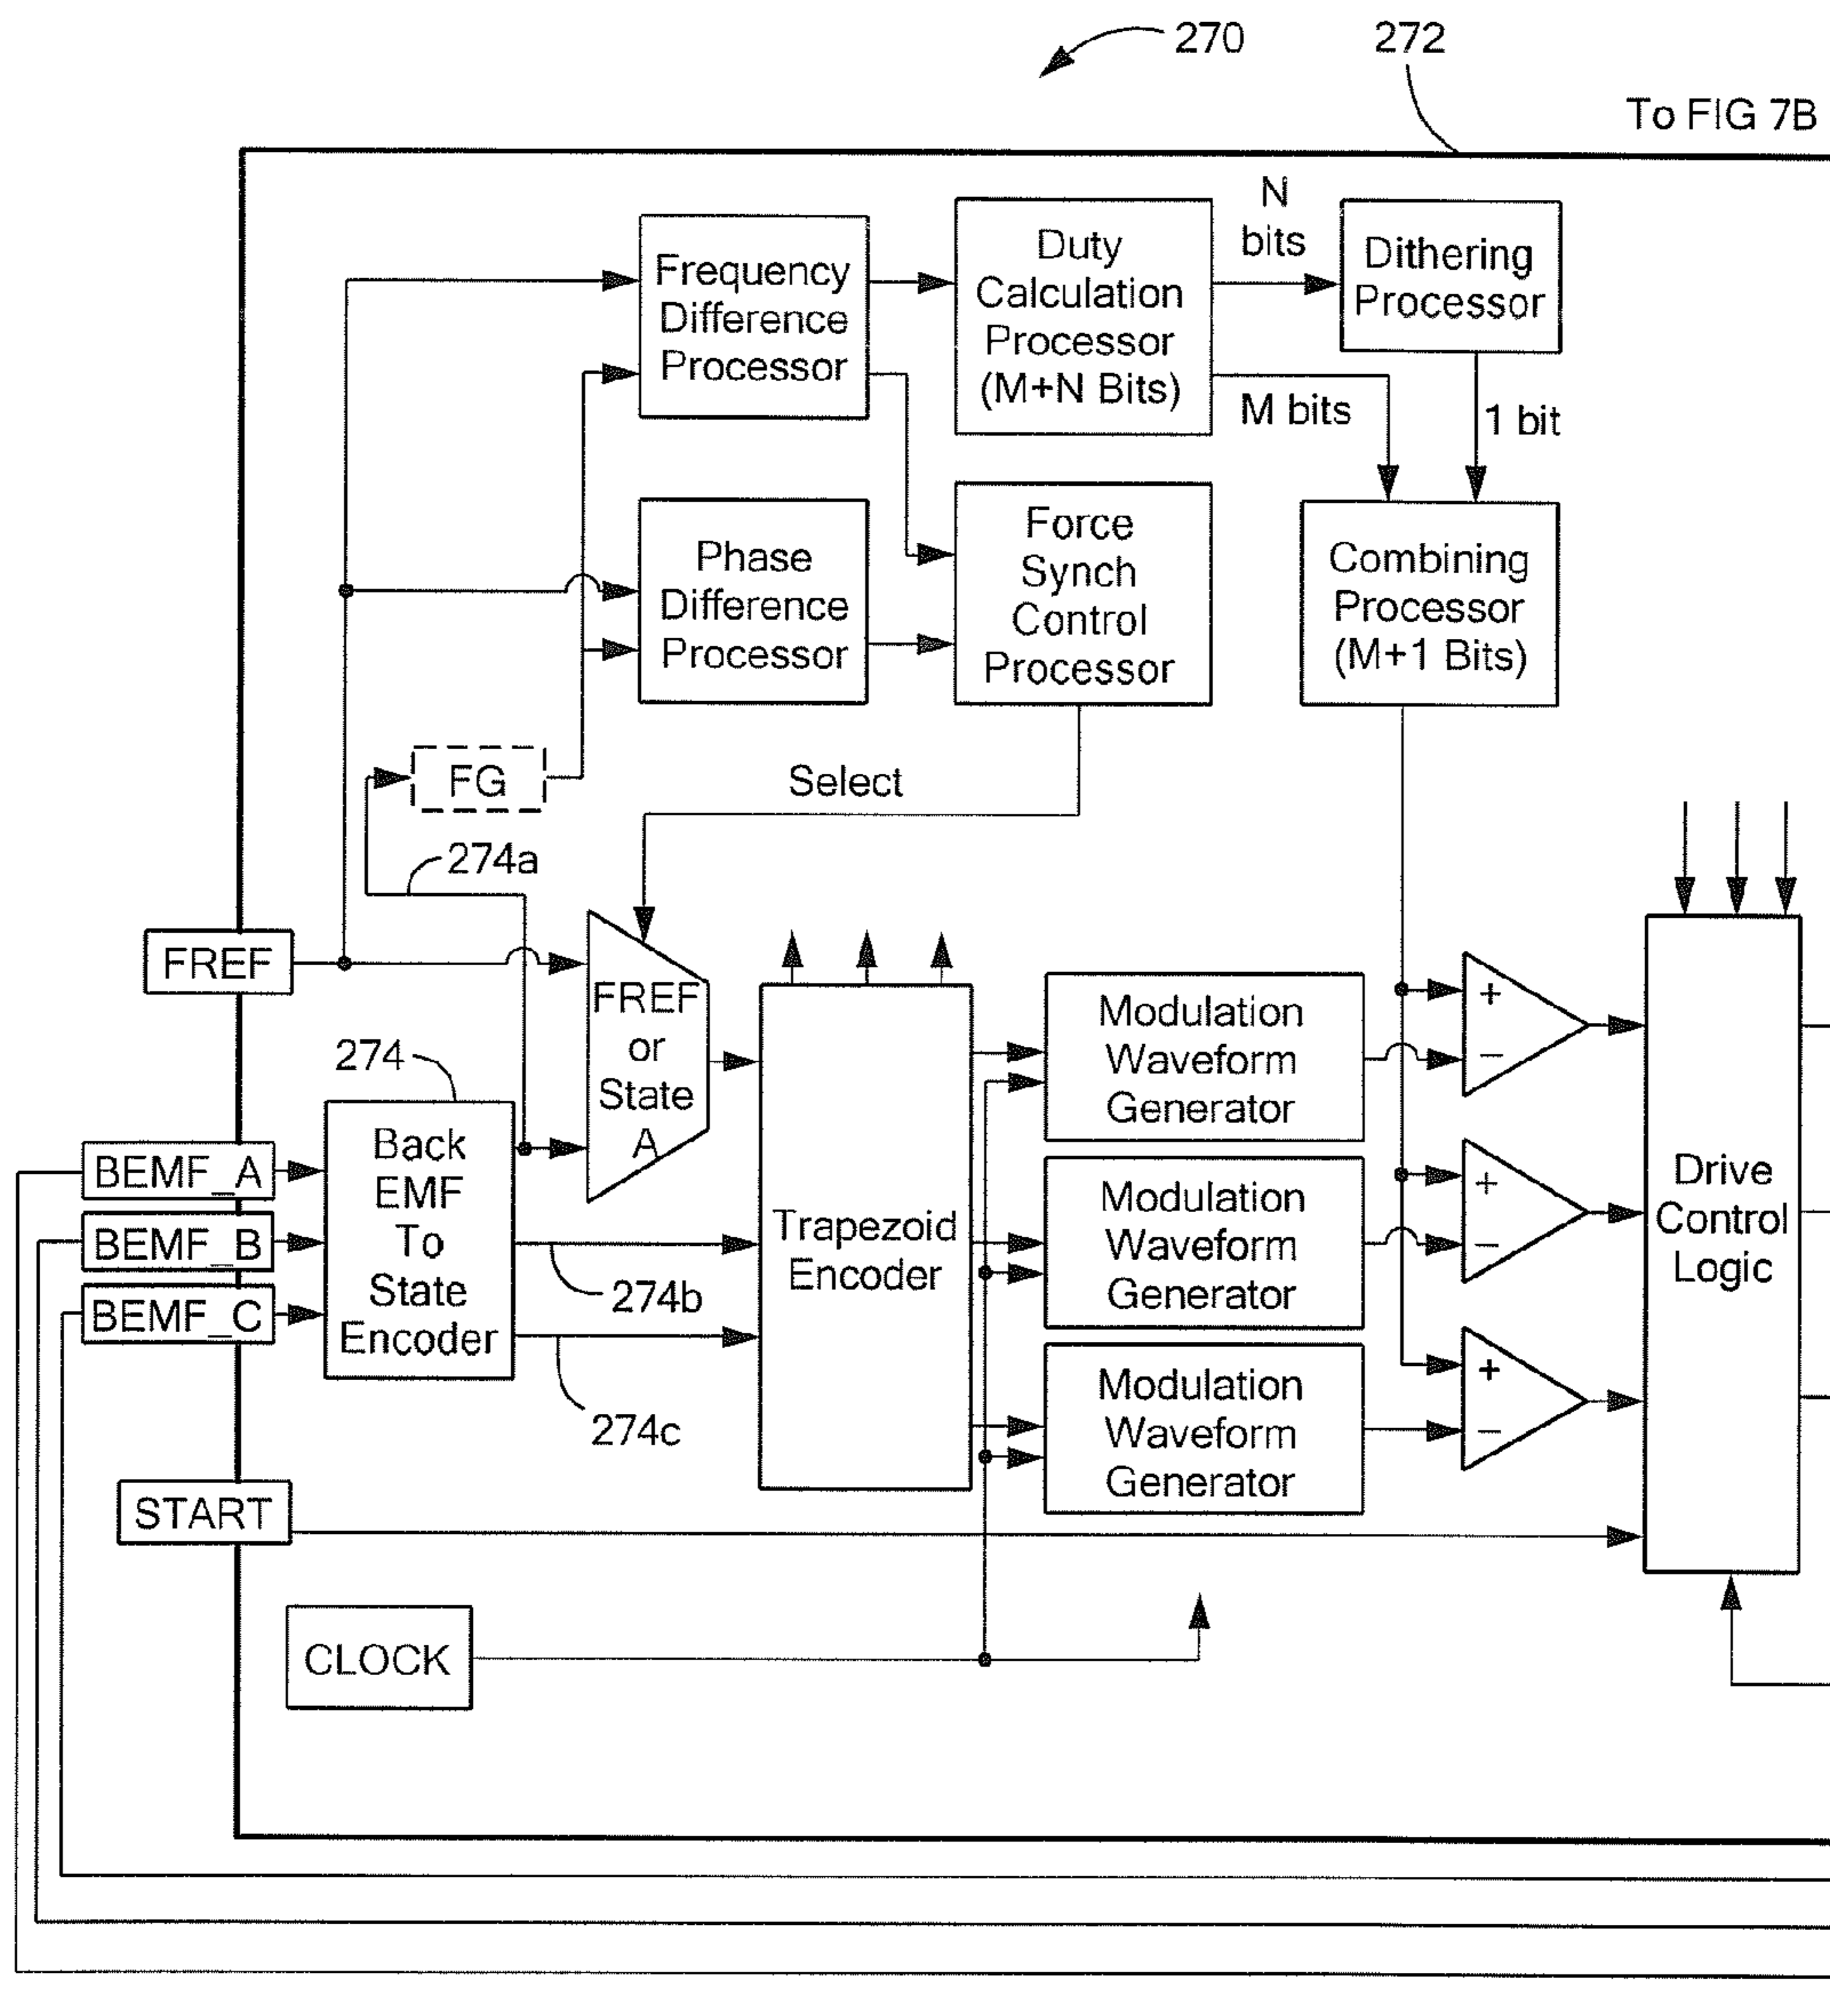 270
272
To FIG 7B
Frequency
Difference
Processor
Duty
Calculation
Processor
(M+N Bits)
N
bits
Dithering
Processor
M bits
1 bit
Phase
Difference
Processor
Force
Synch
Control
Processor
Combining
Processor
(M+1 Bits)
FG
Select
274a
FREF
FREF
or
State
A
274
Back
EMF
To
State
Encoder
BEMF_A
BEMF_B
BEMF_C
274b
274c
Trapezoid
Encoder
Modulation
Waveform
Generator
Modulation
Waveform
Generator
Modulation
Waveform
Generator
+
−
+
−
+
−
Drive
Control
Logic
START
CLOCK